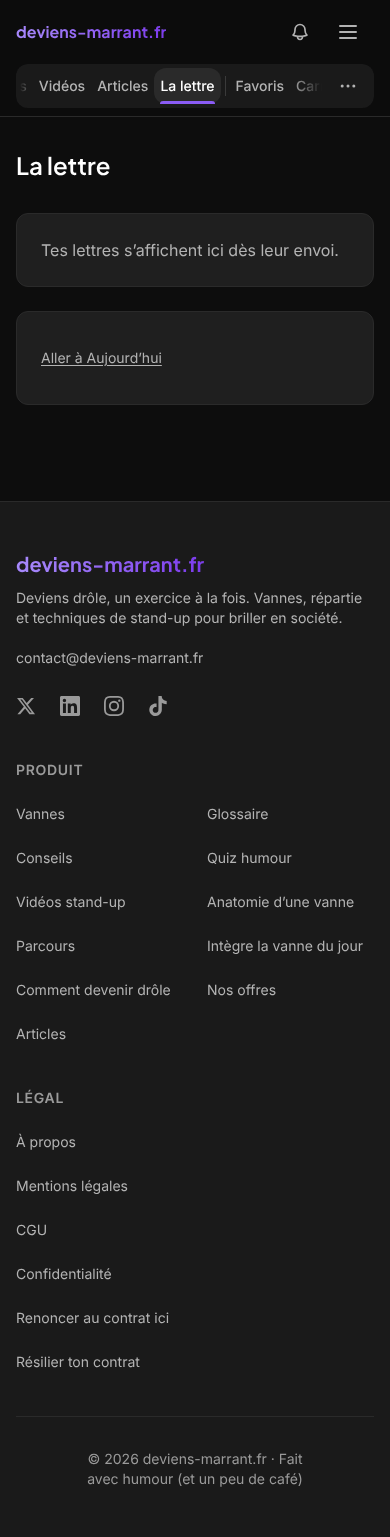 deviens-marrant.fr
Vidéos Articles La lettre Favoris
La lettre
Tes lettres s’affichent ici dès leur envoi.
Aller à Aujourd’hui
deviens-marrant.fr
Deviens drôle, un exercice à la fois. Vannes, répartie
et techniques de stand-up pour briller en société.
contact@deviens-marrant.fr
PRODUIT
Vannes
Glossaire
Conseils
Quiz humour
Vidéos stand-up
Anatomie d’une vanne
Parcours
Intègre la vanne du jour
Comment devenir drôle
Nos offres
Articles
LÉGAL
À propos
Mentions légales
CGU
Confidentialité
Renoncer au contrat ici
Résilier ton contrat
© 2026 deviens-marrant.fr · Fait
avec humour (et un peu de café)